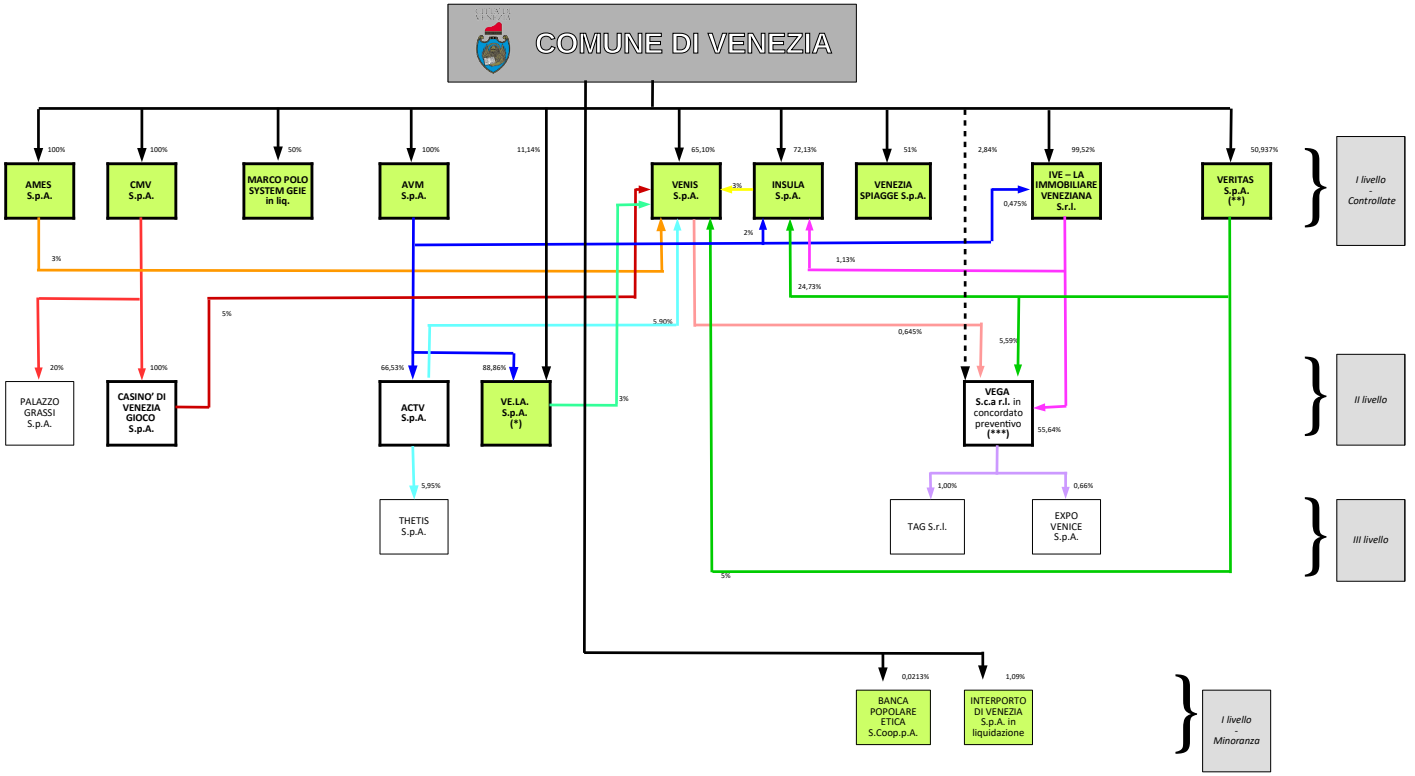 CITTA' DI
VENEZIA
COMUNE DI VENEZIA
100%
100%
50%
100%
11,14%
65,10%
72,13%
51%
2,84%
99,52%
50,937%
AMES
S.p.A.
CMV
S.p.A.
MARCO POLO
SYSTEM GEIE
in liq.
AVM
S.p.A.
VENIS
S.p.A.
3%
INSULA
S.p.A.
VENEZIA
SPIAGGE S.p.A.
IVE – LA
IMMOBILIARE
VENEZIANA
S.r.l.
0,475%
VERITAS
S.p.A.
(**)
I livello
-
Controllate
2%
3%
1,13%
24,73%
5%
5.90%
0,645%
5,59%
20%
100%
66,53%
88,86%
PALAZZO
GRASSI
S.p.A.
CASINO' DI
VENEZIA
GIOCO
S.p.A.
ACTV
S.p.A.
VE.LA.
S.p.A.
(*)
3%
VEGA
S.c.a r.l. in
concordato
preventivo
(***)
55,64%
II livello
5,95%
1,00%
0,66%
THETIS
S.p.A.
TAG S.r.l.
EXPO
VENICE
S.p.A.
III livello
5%
0,0213%
1,09%
BANCA
POPOLARE
ETICA
S.Coop.p.A.
INTERPORTO
DI VENEZIA
S.p.A. in
liquidazione
I livello
-
Minoranza